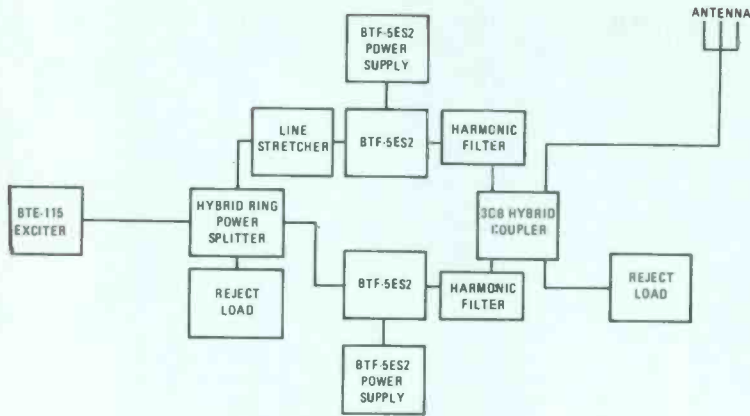 ANTENNA
BTF-5ES2
POWER
SUPPLY
LINE
STRETCHER
BTF-5ES2
HARMONIC
FILTER
BTE-115
EXCITER
HYBRID RING
POWER
SPLITTER
3CB HYBRID
COUPLER
REJECT
LOAD
BTF-5ES2
HARMONIC
FILTER
REJECT
LOAD
BTF-5ES2
POWER
SUPPLY